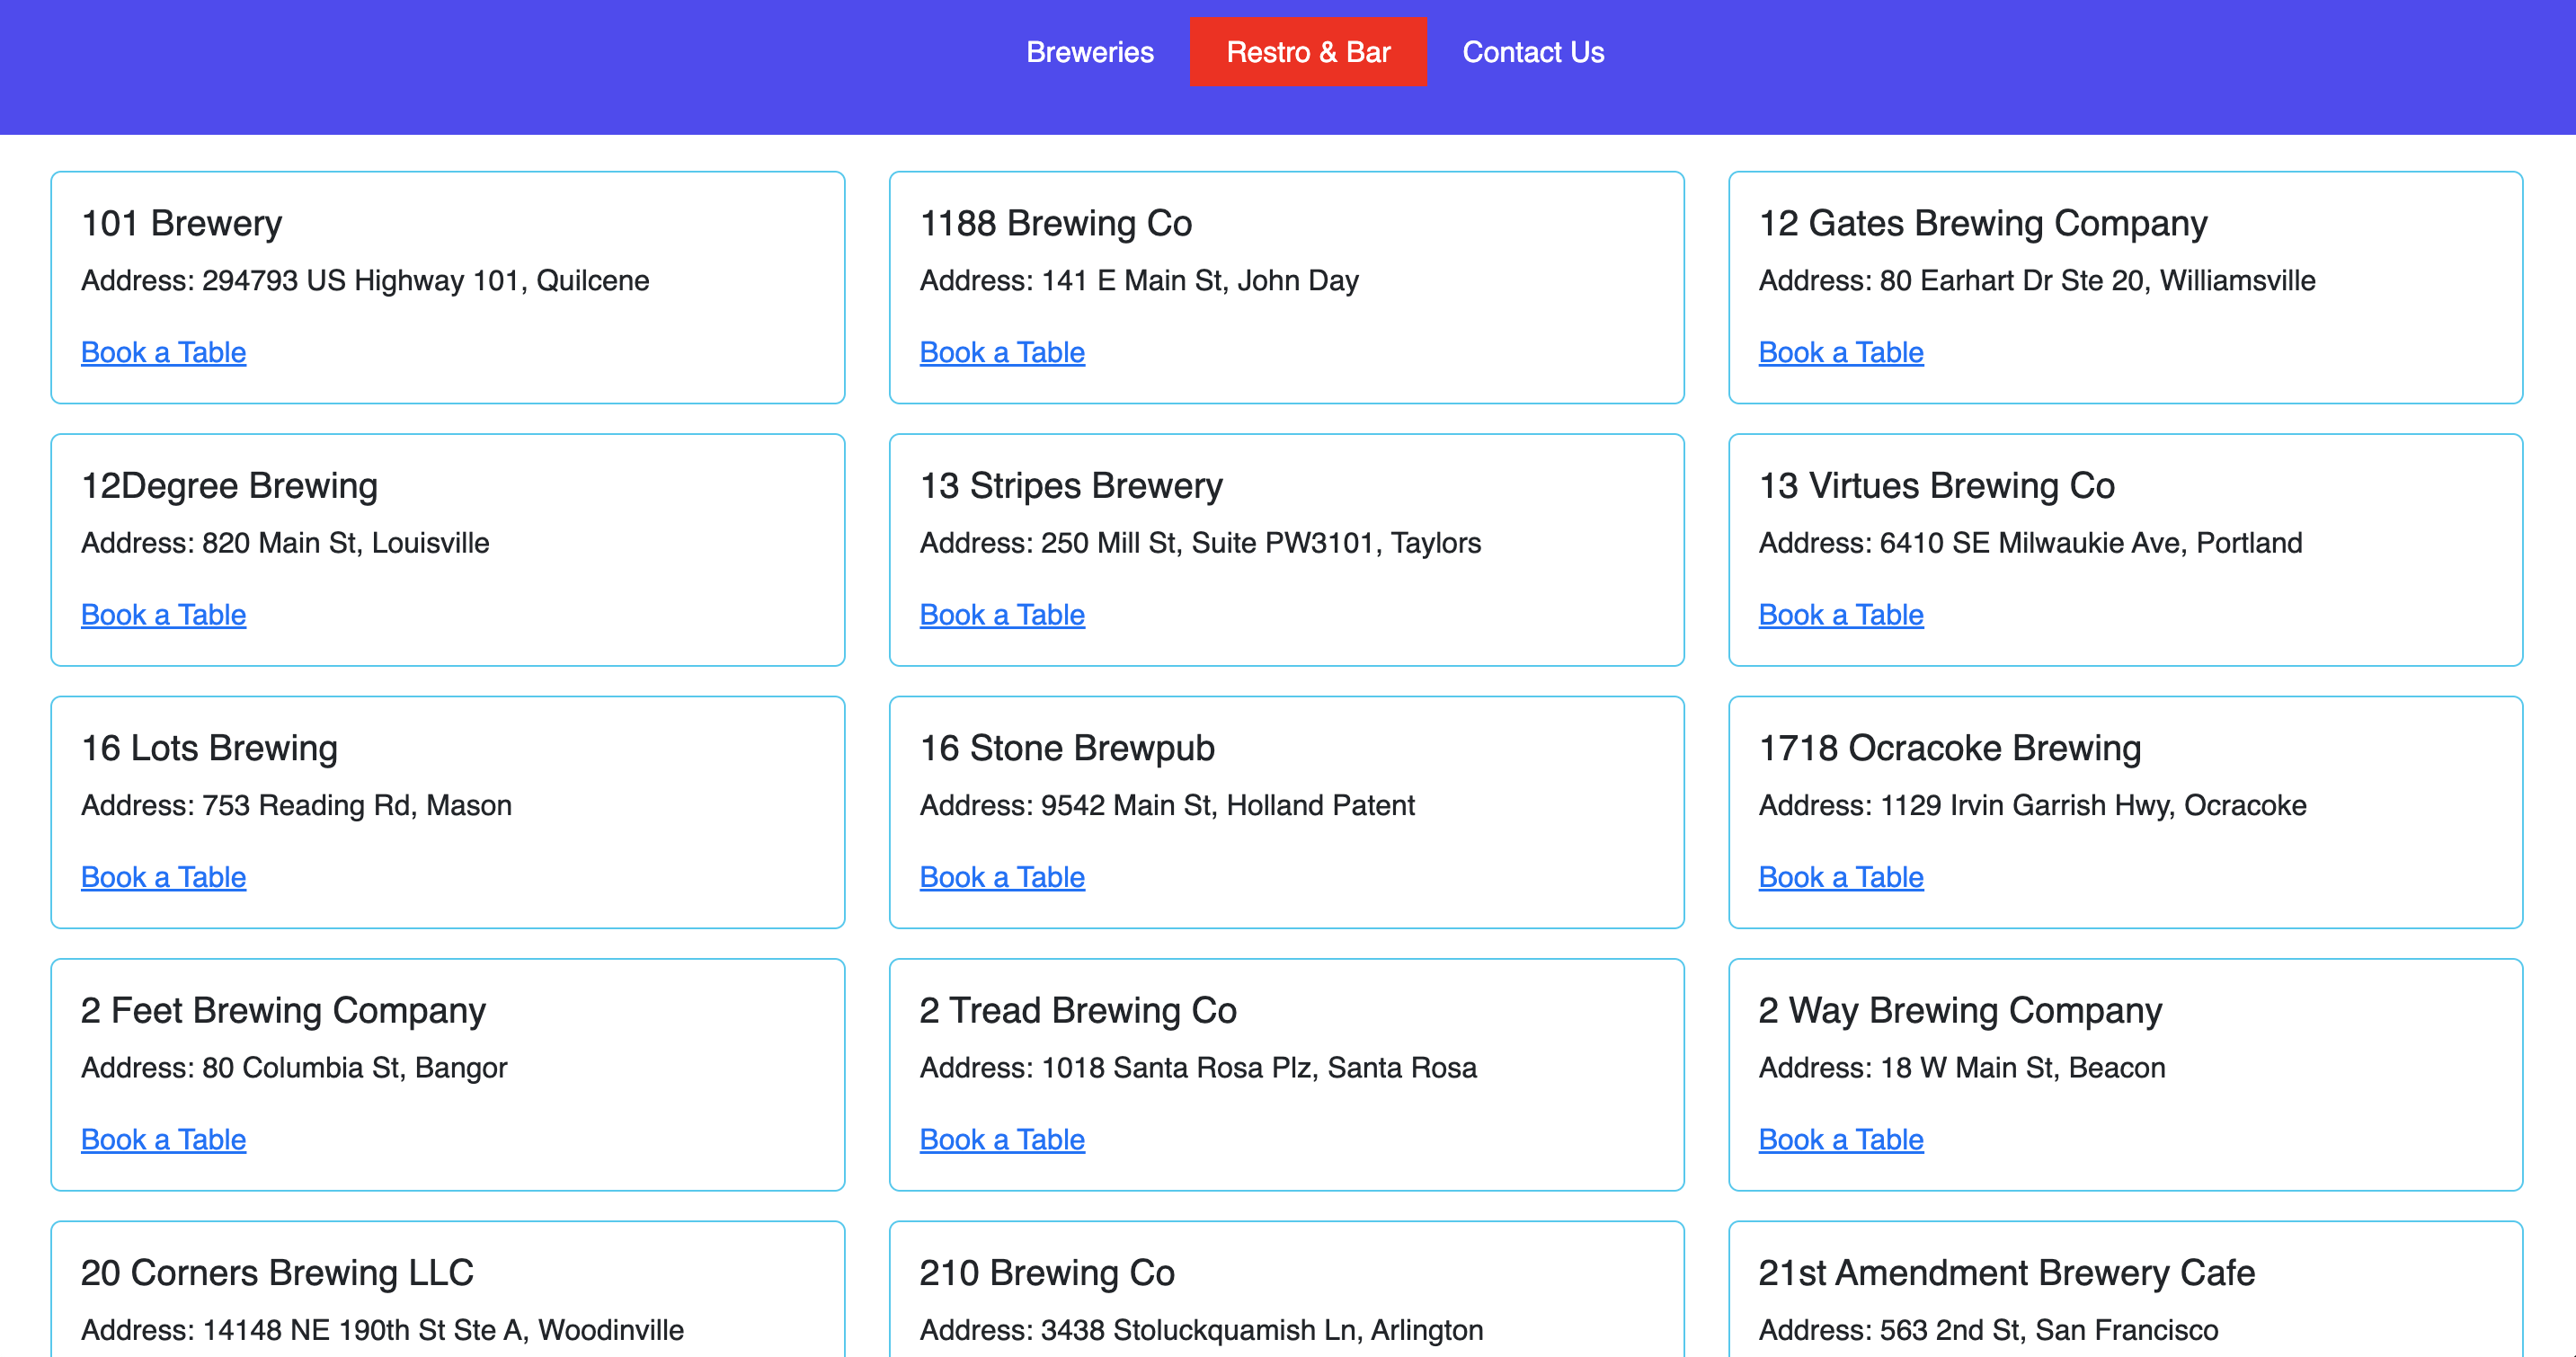 Breweries
Restro & Bar
Contact Us
101 Brewery
Address: 294793 US Highway 101, Quilcene
Book a Table
1188 Brewing Co
Address: 141 E Main St, John Day
Book a Table
12 Gates Brewing Company
Address: 80 Earhart Dr Ste 20, Williamsville
Book a Table
12Degree Brewing
Address: 820 Main St, Louisville
Book a Table
13 Stripes Brewery
Address: 250 Mill St, Suite PW3101, Taylors
Book a Table
13 Virtues Brewing Co
Address: 6410 SE Milwaukie Ave, Portland
Book a Table
16 Lots Brewing
Address: 753 Reading Rd, Mason
Book a Table
16 Stone Brewpub
Address: 9542 Main St, Holland Patent
Book a Table
1718 Ocracoke Brewing
Address: 1129 Irvin Garrish Hwy, Ocracoke
Book a Table
2 Feet Brewing Company
Address: 80 Columbia St, Bangor
Book a Table
2 Tread Brewing Co
Address: 1018 Santa Rosa Plz, Santa Rosa
Book a Table
2 Way Brewing Company
Address: 18 W Main St, Beacon
Book a Table
20 Corners Brewing LLC
Address: 14148 NE 190th St Ste A, Woodinville
210 Brewing Co
Address: 3438 Stoluckquamish Ln, Arlington
21st Amendment Brewery Cafe
Address: 563 2nd St, San Francisco